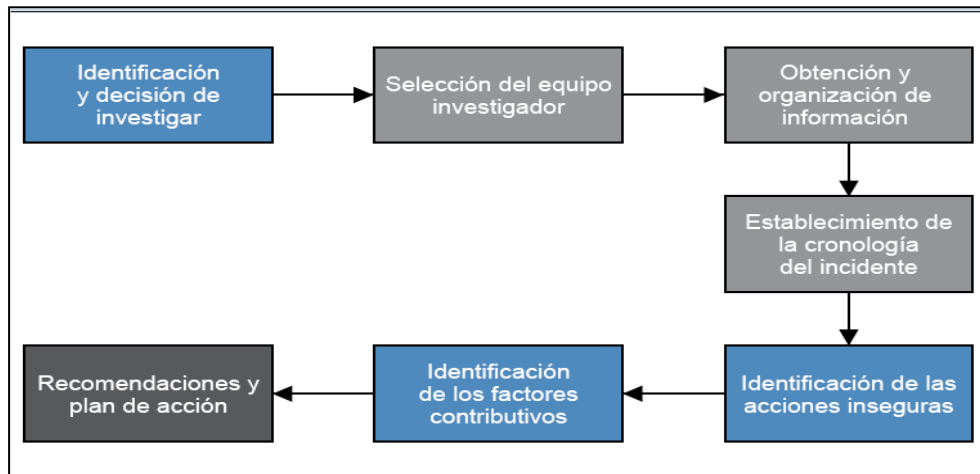 Identificación
y decisión de
investigar
Selección del equipo
investigador
Obtención y
organización de
información
Establecimiento de
la cronología
del incidente
Identificación de las
acciones inseguras
Identificación
de los factores
contributivos
Recomendaciones y
plan de acción